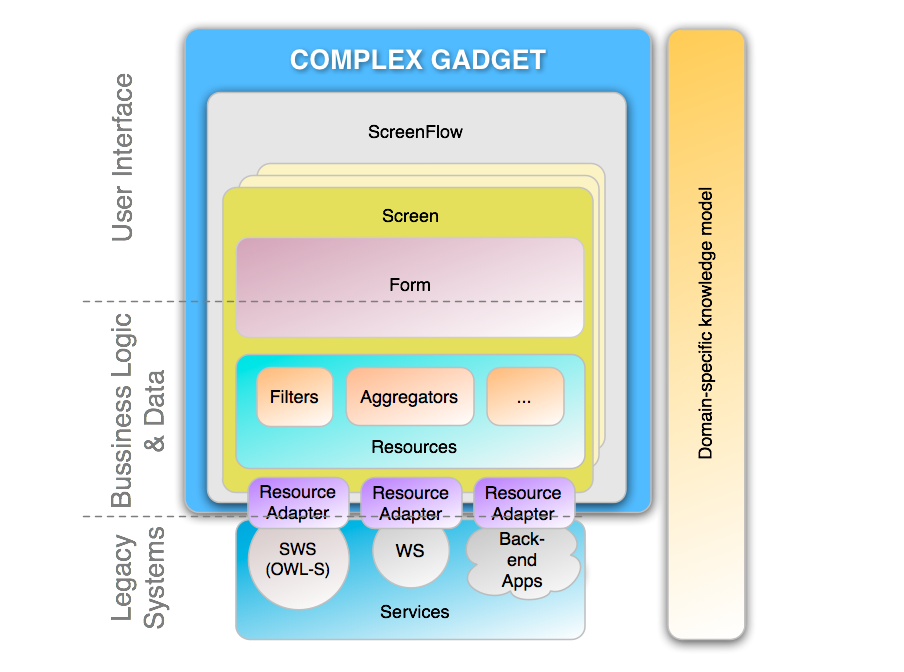 COMPLEX GADGET
ScreenFlow
Screen
Form
Filters
Aggregators
...
Resources
Resource
Adapter
Resource
Adapter
Resource
Adapter
SWS
(OWL-S)
WS
Back-
end
Apps
Services
User Interface
Bussiness Logic
& Data
Legacy
Systems
Domain-specific knowledge model